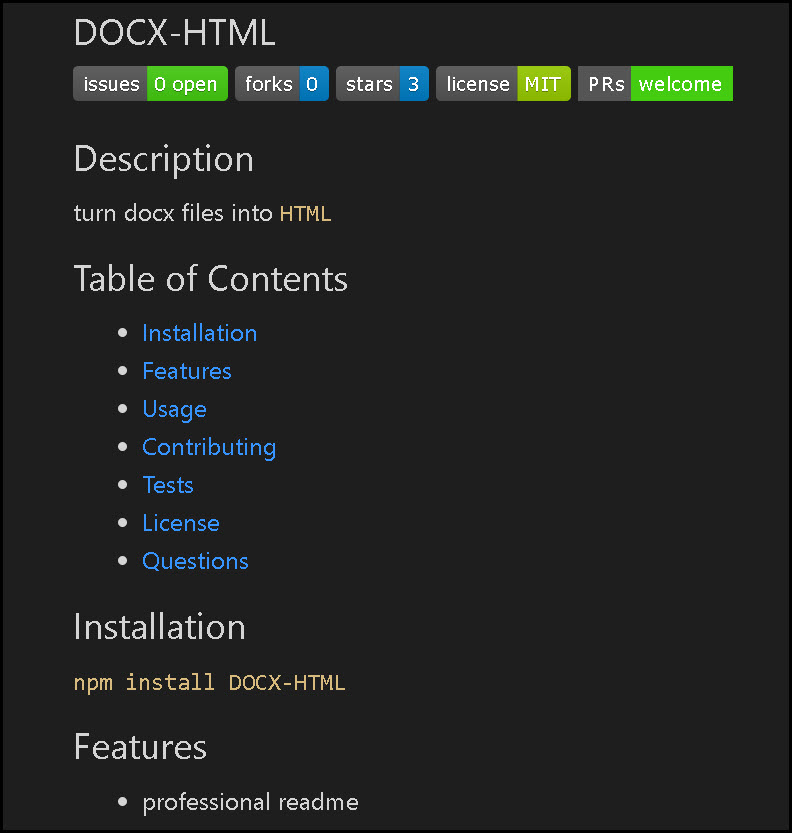 DOCX-HTML
issues 0 open forks 0 stars 3 license MIT PRs welcome
Description
turn docx files into HTML
Table of Contents
Installation
Features
Usage
Contributing
Tests
License
Questions
Installation
npm install DOCX-HTML
Features
professional readme